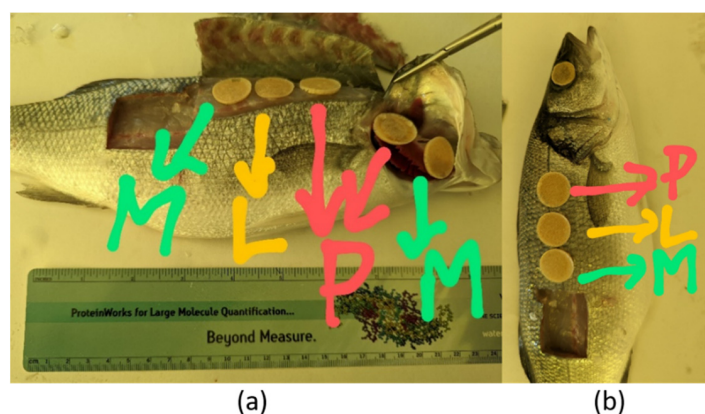 M
L
P
M
ProteinWorks for Large Molecule Quantification...
Beyond Measure.
P
L
M
(a)
(b)